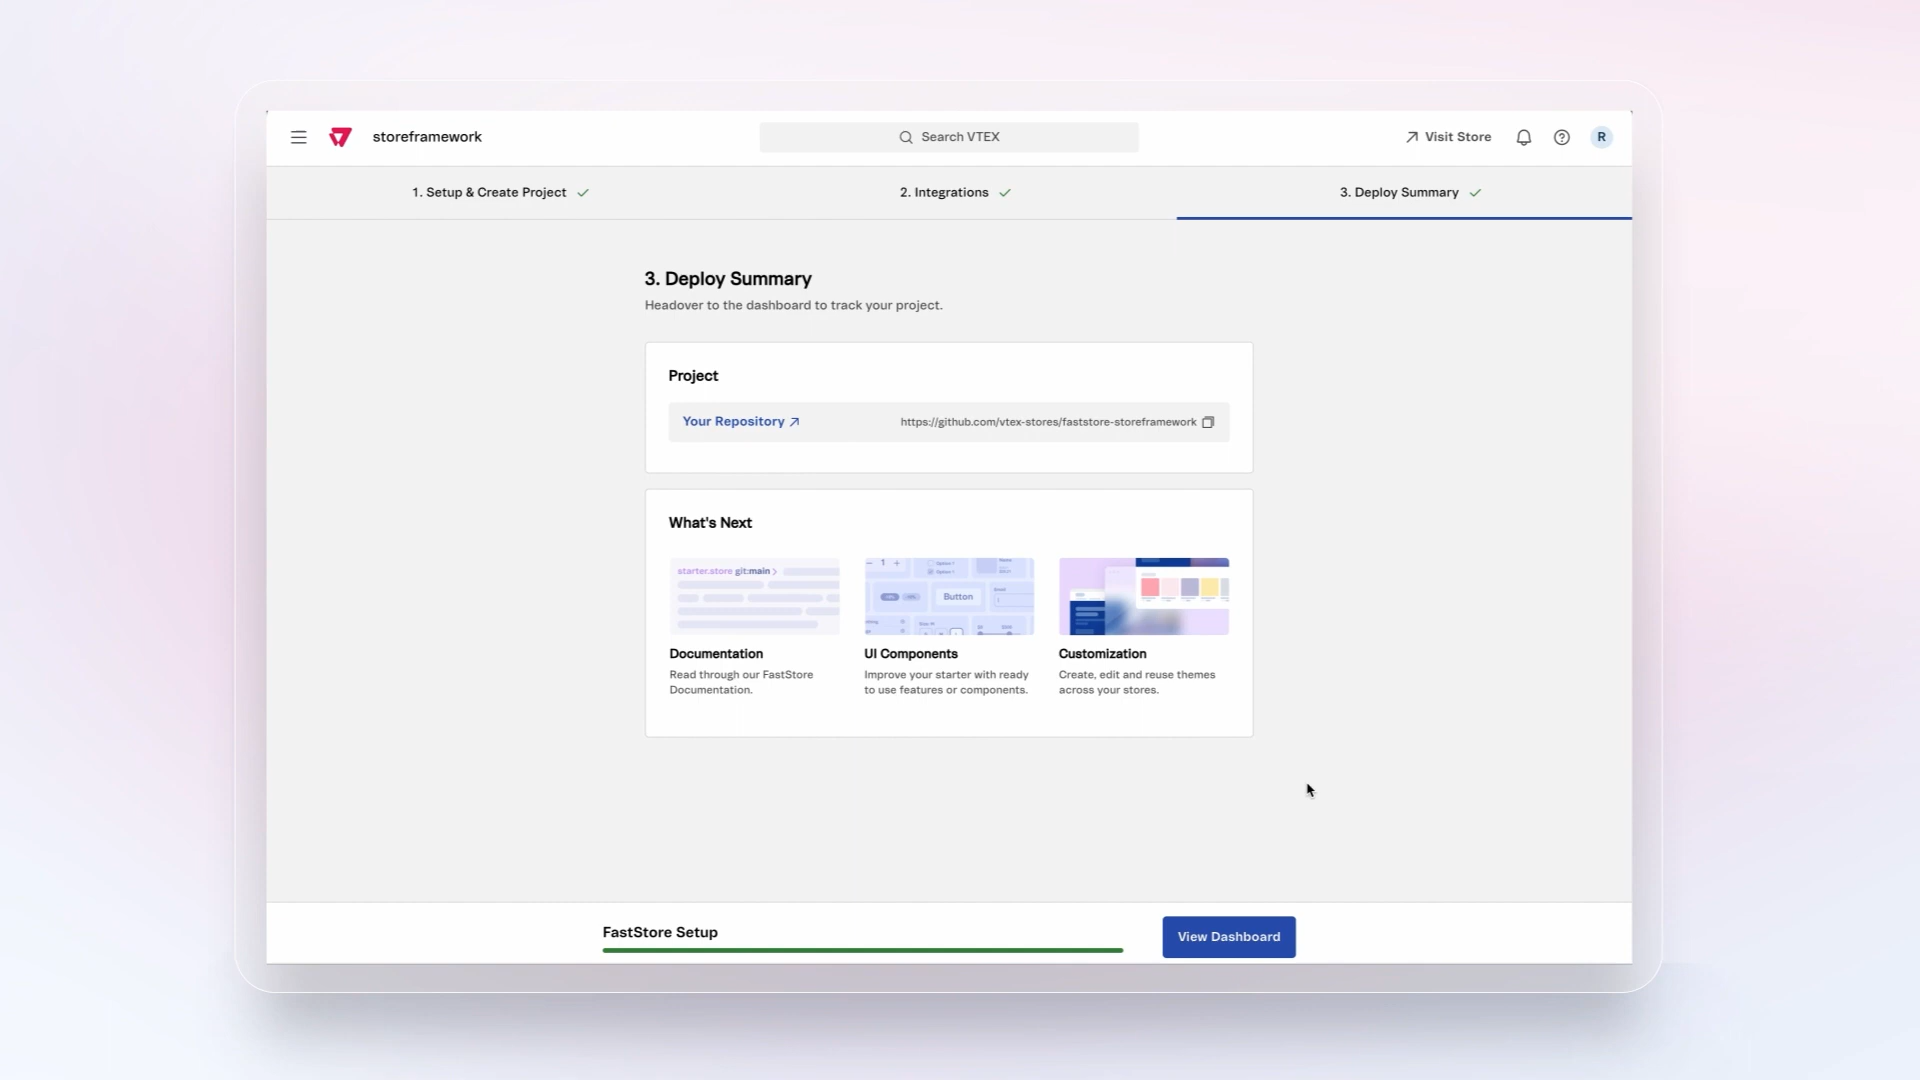 storeframework
Search VTEX
Visit Store
R
1. Setup & Create Project
2. Integrations
3. Deploy Summary
3. Deploy Summary
Headover to the dashboard to track your project.
Project
Your Repository
https://github.com/vtex-stores/faststore-storeframework
What's Next
starter.store git:main >
1
Button
Documentation
Read through our FastStore
Documentation.
UI Components
Improve your starter with ready
to use features or components.
Customization
Create, edit and reuse themes
across your stores.
FastStore Setup
View Dashboard